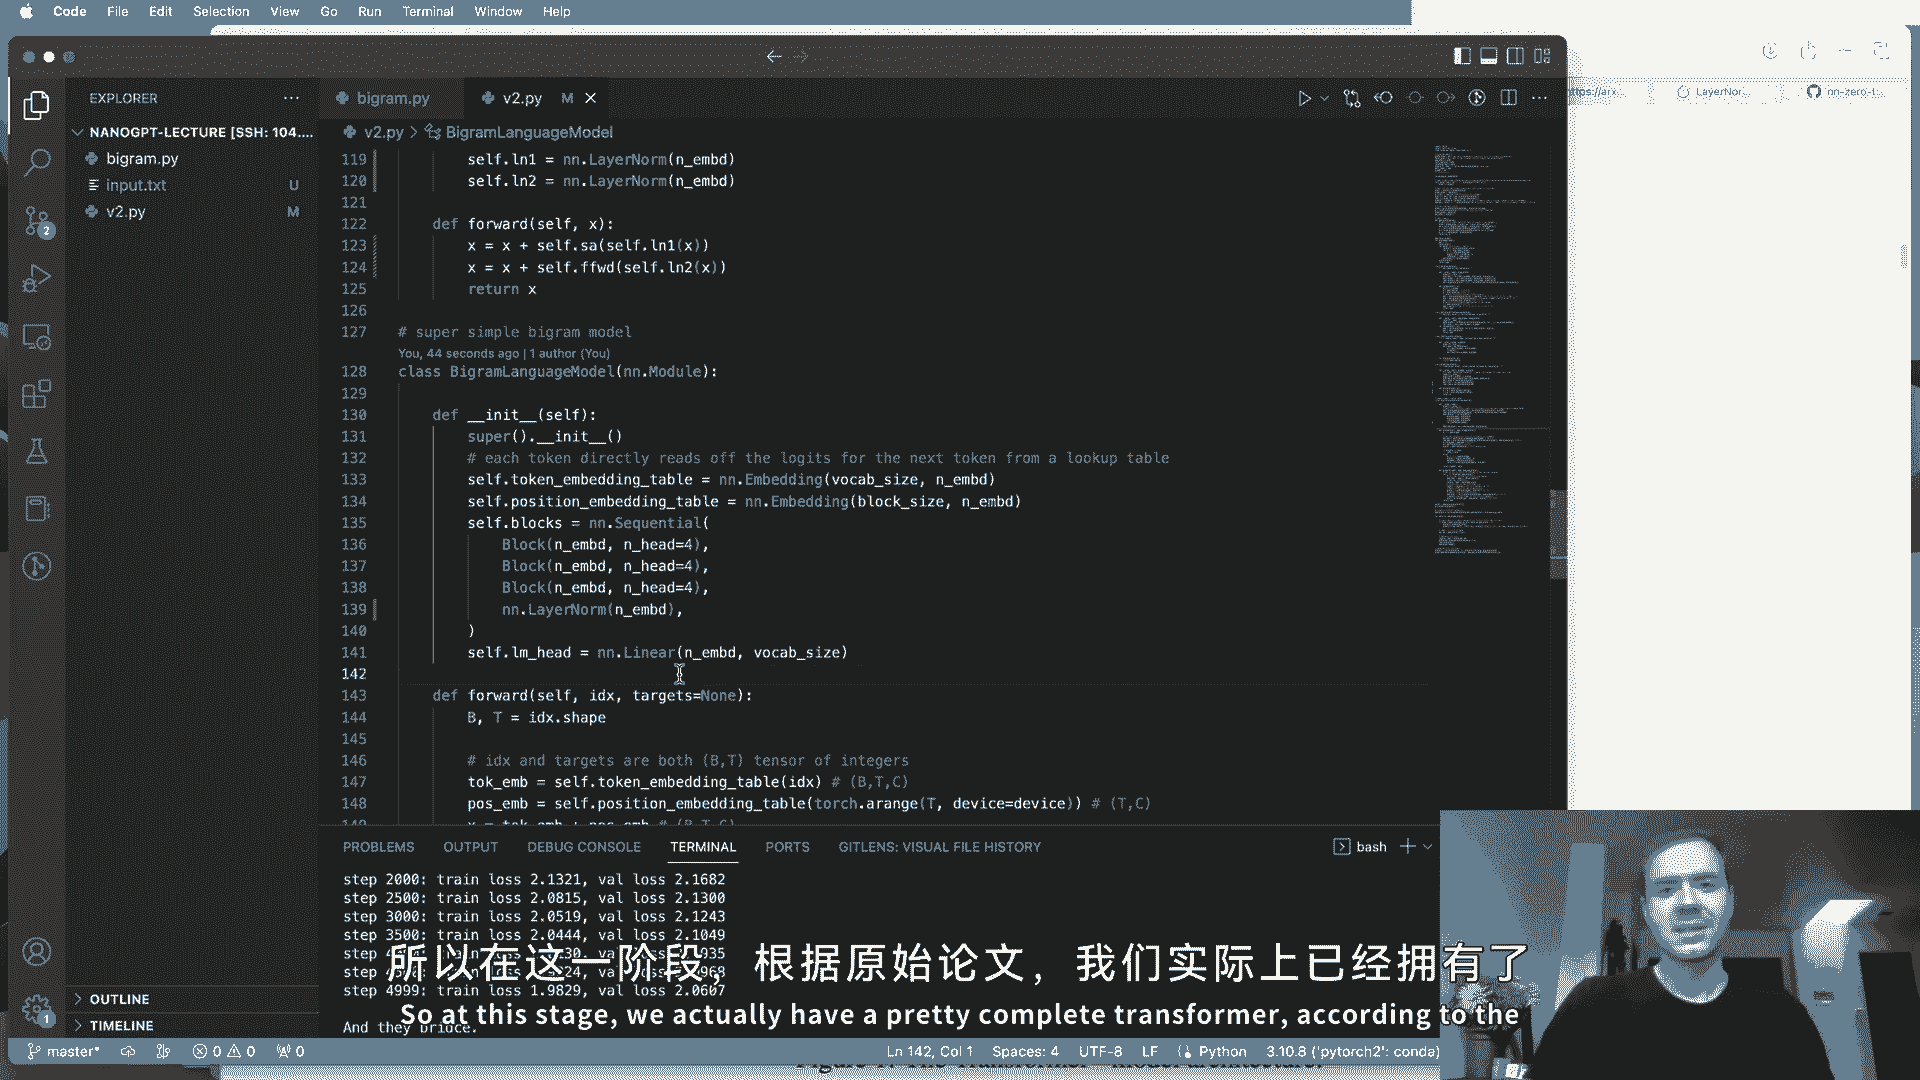 Code File Edit Selection View Go Run Terminal Window Help
EXPLORER
bigram.py
v2.py M
LayerNor...
nn-zero-t...
NANOGPT-LECTURE [SSH: 104....
v2.py > BigramLanguageModel
bigram.py
input.txt U
v2.py M
2
119 self.ln1 = nn.LayerNorm(n_embd)
120 self.ln2 = nn.LayerNorm(n_embd)
121
122 def forward(self, x):
123 x = x + self.sa(self.ln1(x))
124 x = x + self.ffwd(self.ln2(x))
125 return x
126
127 # super simple bigram model
You, 44 seconds ago | 1 author (You)
128 class BigramLanguageModel(nn.Module):
129
130 def __init__(self):
131 super().__init__()
132 # each token directly reads off the logits for the next token from a lookup table
133 self.token_embedding_table = nn.Embedding(vocab_size, n_embd)
134 self.position_embedding_table = nn.Embedding(block_size, n_embd)
135 self.blocks = nn.Sequential(
136 Block(n_embd, n_head=4),
137 Block(n_embd, n_head=4),
138 Block(n_embd, n_head=4),
139 nn.LayerNorm(n_embd),
140 )
141 self.lm_head = nn.Linear(n_embd, vocab_size)
142
143 def forward(self, idx, targets=None):
144 B, T = idx.shape
145
146 # idx and targets are both (B,T) tensor of integers
147 tok_emb = self.token_embedding_table(idx) # (B,T,C)
148 pos_emb = self.position_embedding_table(torch.arange(T, device=device)) # (T,C)
PROBLEMS OUTPUT DEBUG CONSOLE TERMINAL PORTS GITLENS: VISUAL FILE HISTORY
bash
step 2000: train loss 2.1321, val loss 2.1682
step 2500: train loss 2.0815, val loss 2.1300
step 3000: train loss 2.0519, val loss 2.1243
step 3500: train loss 2.0444, val loss 2.1049
所以在这一阶段，根据原始论文，我们实际上已经拥有了
step 4999: train loss 1.9829, val loss 2.0607
So at this stage, we actually have a pretty complete transformer, according to the
And they bridce.
OUTLINE
TIMELINE
1
master* 0 0 0
Ln 142, Col 1 Spaces: 4 UTF-8 LF Python 3.10.8 ('pytorch2': conda)